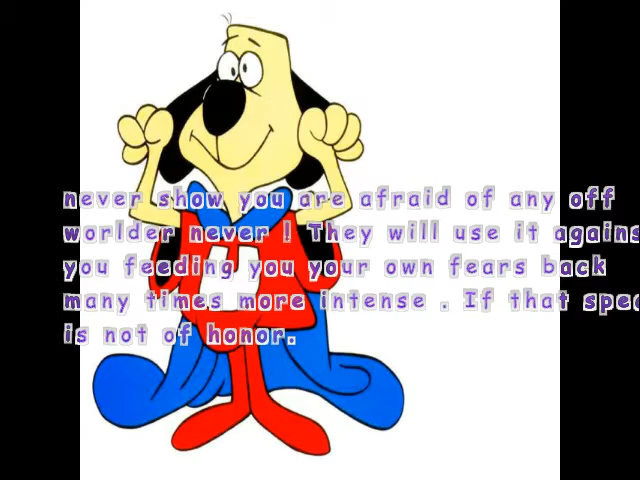 never show you are afraid of any off
worlder never ! They will use it agains
you feeding you your own fears back
many times more intense . If that spec
is not of honor.
U